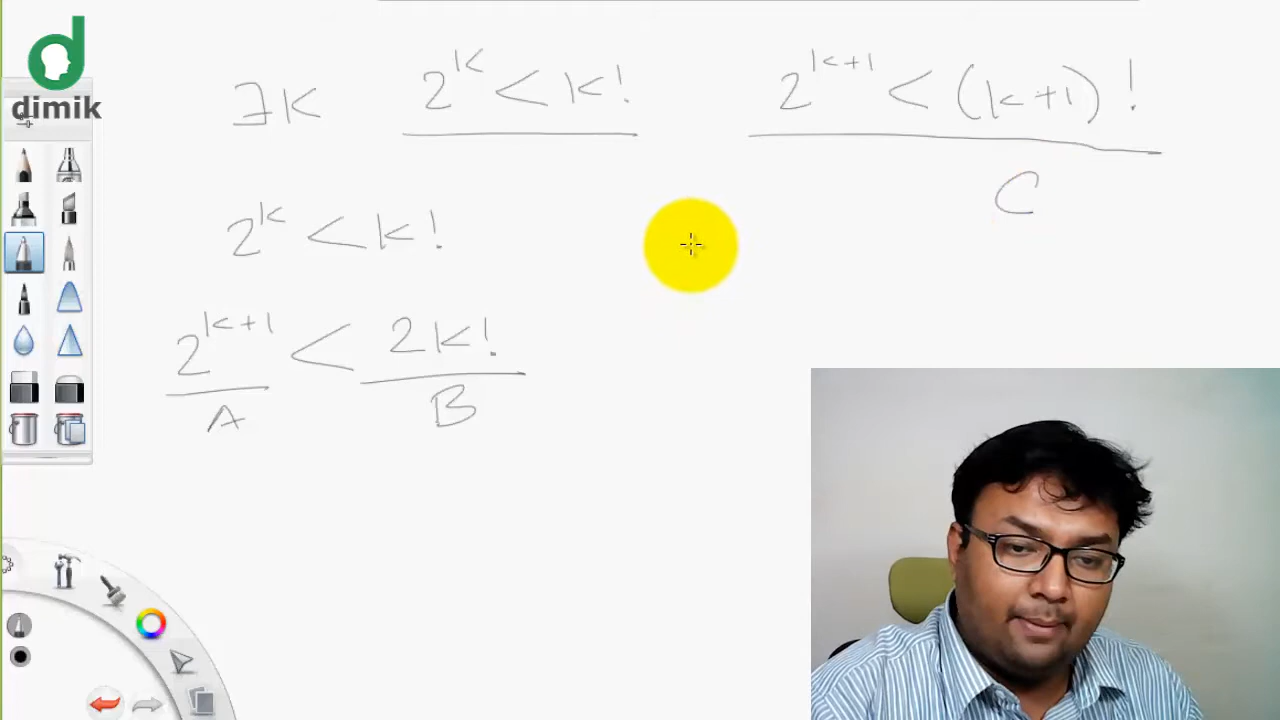 dimik
∃k 2^k < k! 2^{k+1} < (k+1)!
C
2^k < k!
2^{k+1} < 2k!
A B